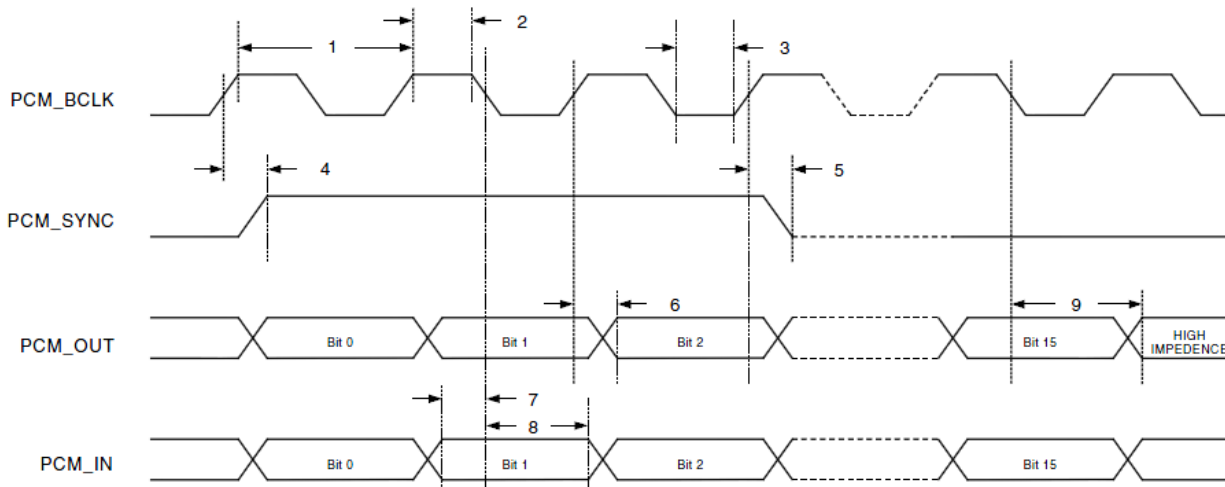 1
2
3
PCM_BCLK
4
5
PCM_SYNC
6
9
PCM_OUT
Bit 0
Bit 1
Bit 2
Bit 15
HIGH
IMPEDENCE
7
8
PCM_IN
Bit 0
Bit 1
Bit 2
Bit 15